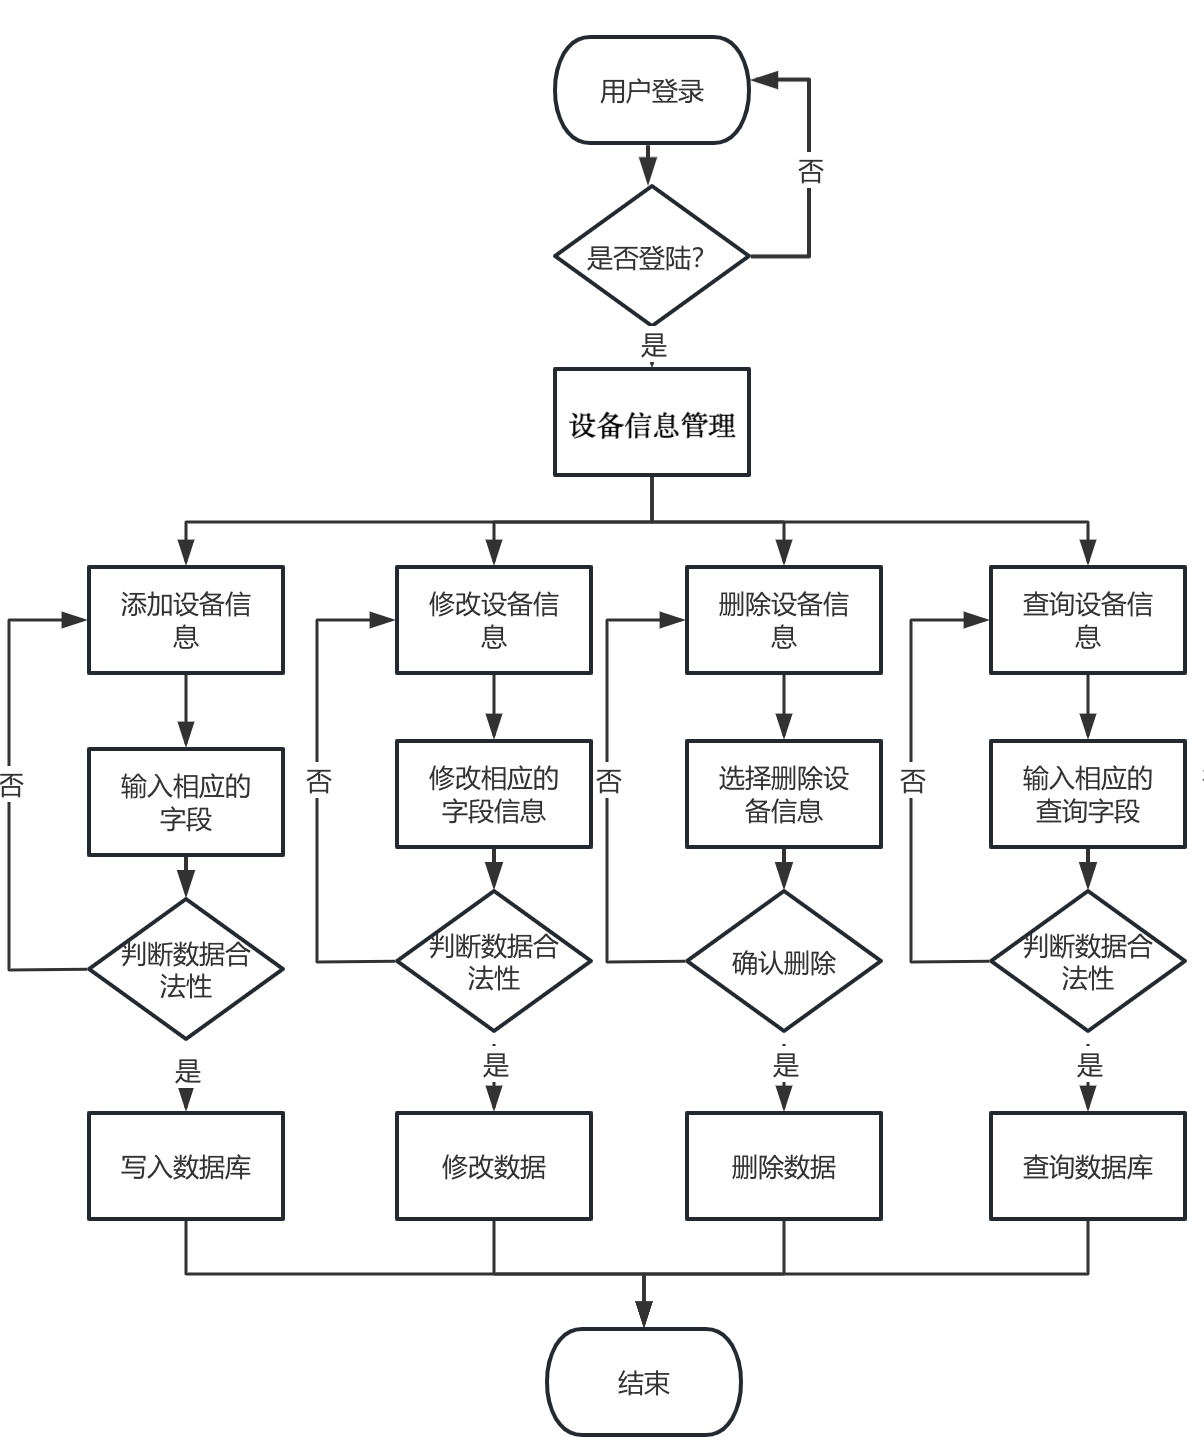 用户登录
否
是否登陆？
是
设备信息管理
添加设备信
息
修改设备信
息
删除设备信
息
查询设备信
息
否
输入相应的
字段
否
修改相应的
字段信息
否
选择删除设
备信息
否
输入相应的
查询字段
判断数据合
法性
判断数据合
法性
确认删除
判断数据合
法性
是
是
是
是
写入数据库
修改数据
删除数据
查询数据库
结束